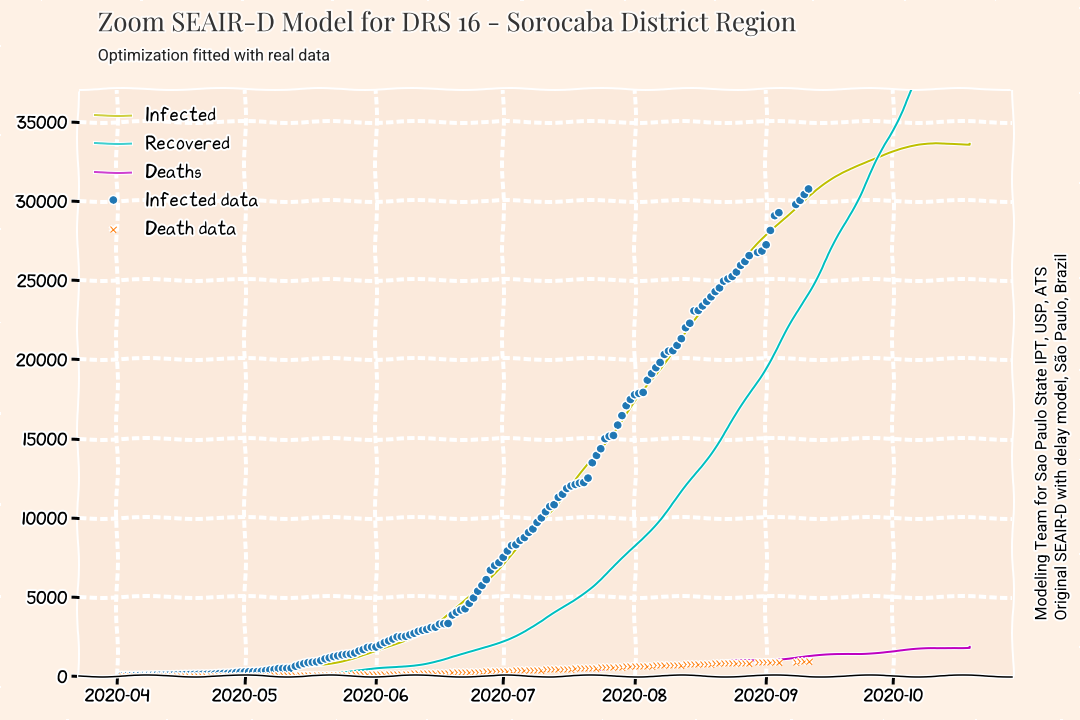 Zoom SEAIR-D Model for DRS 16 - Sorocaba District Region
Optimization fitted with real data
Infected
Recovered
Deaths
Infected data
Death data
35000
30000
25000
20000
15000
10000
5000
0
2020-04
2020-05
2020-06
2020-07
2020-08
2020-09
2020-10
Modeling Team for Sao Paulo State IPT, USP, ATS
Original SEAIR-D with delay model, São Paulo, Brazil